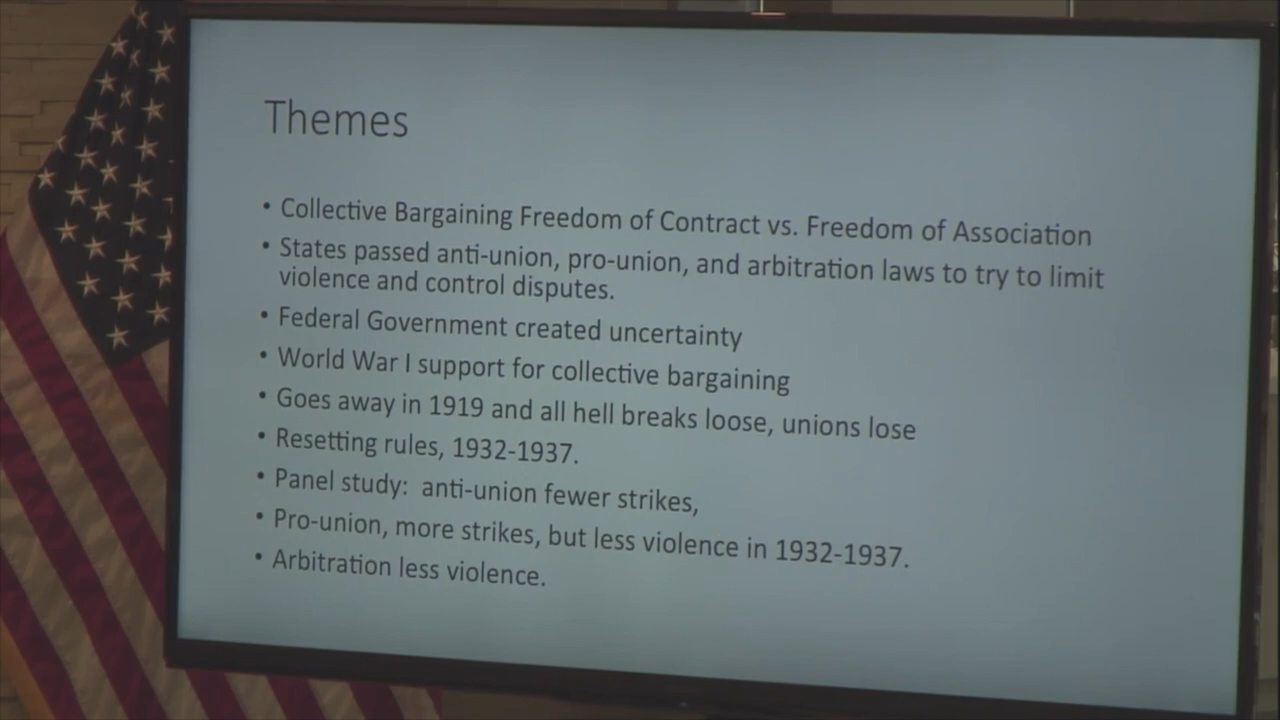 Themes
• Collective Bargaining Freedom of Contract vs. Freedom of Association
• States passed anti-union, pro-union, and arbitration laws to try to limit
violence and control disputes.
• Federal Government created uncertainty
• World War I support for collective bargaining
• Goes away in 1919 and all hell breaks loose, unions lose
• Resetting rules, 1932-1937.
• Panel study:  anti-union fewer strikes,
• Pro-union, more strikes, but less violence in 1932-1937.
• Arbitration less violence.